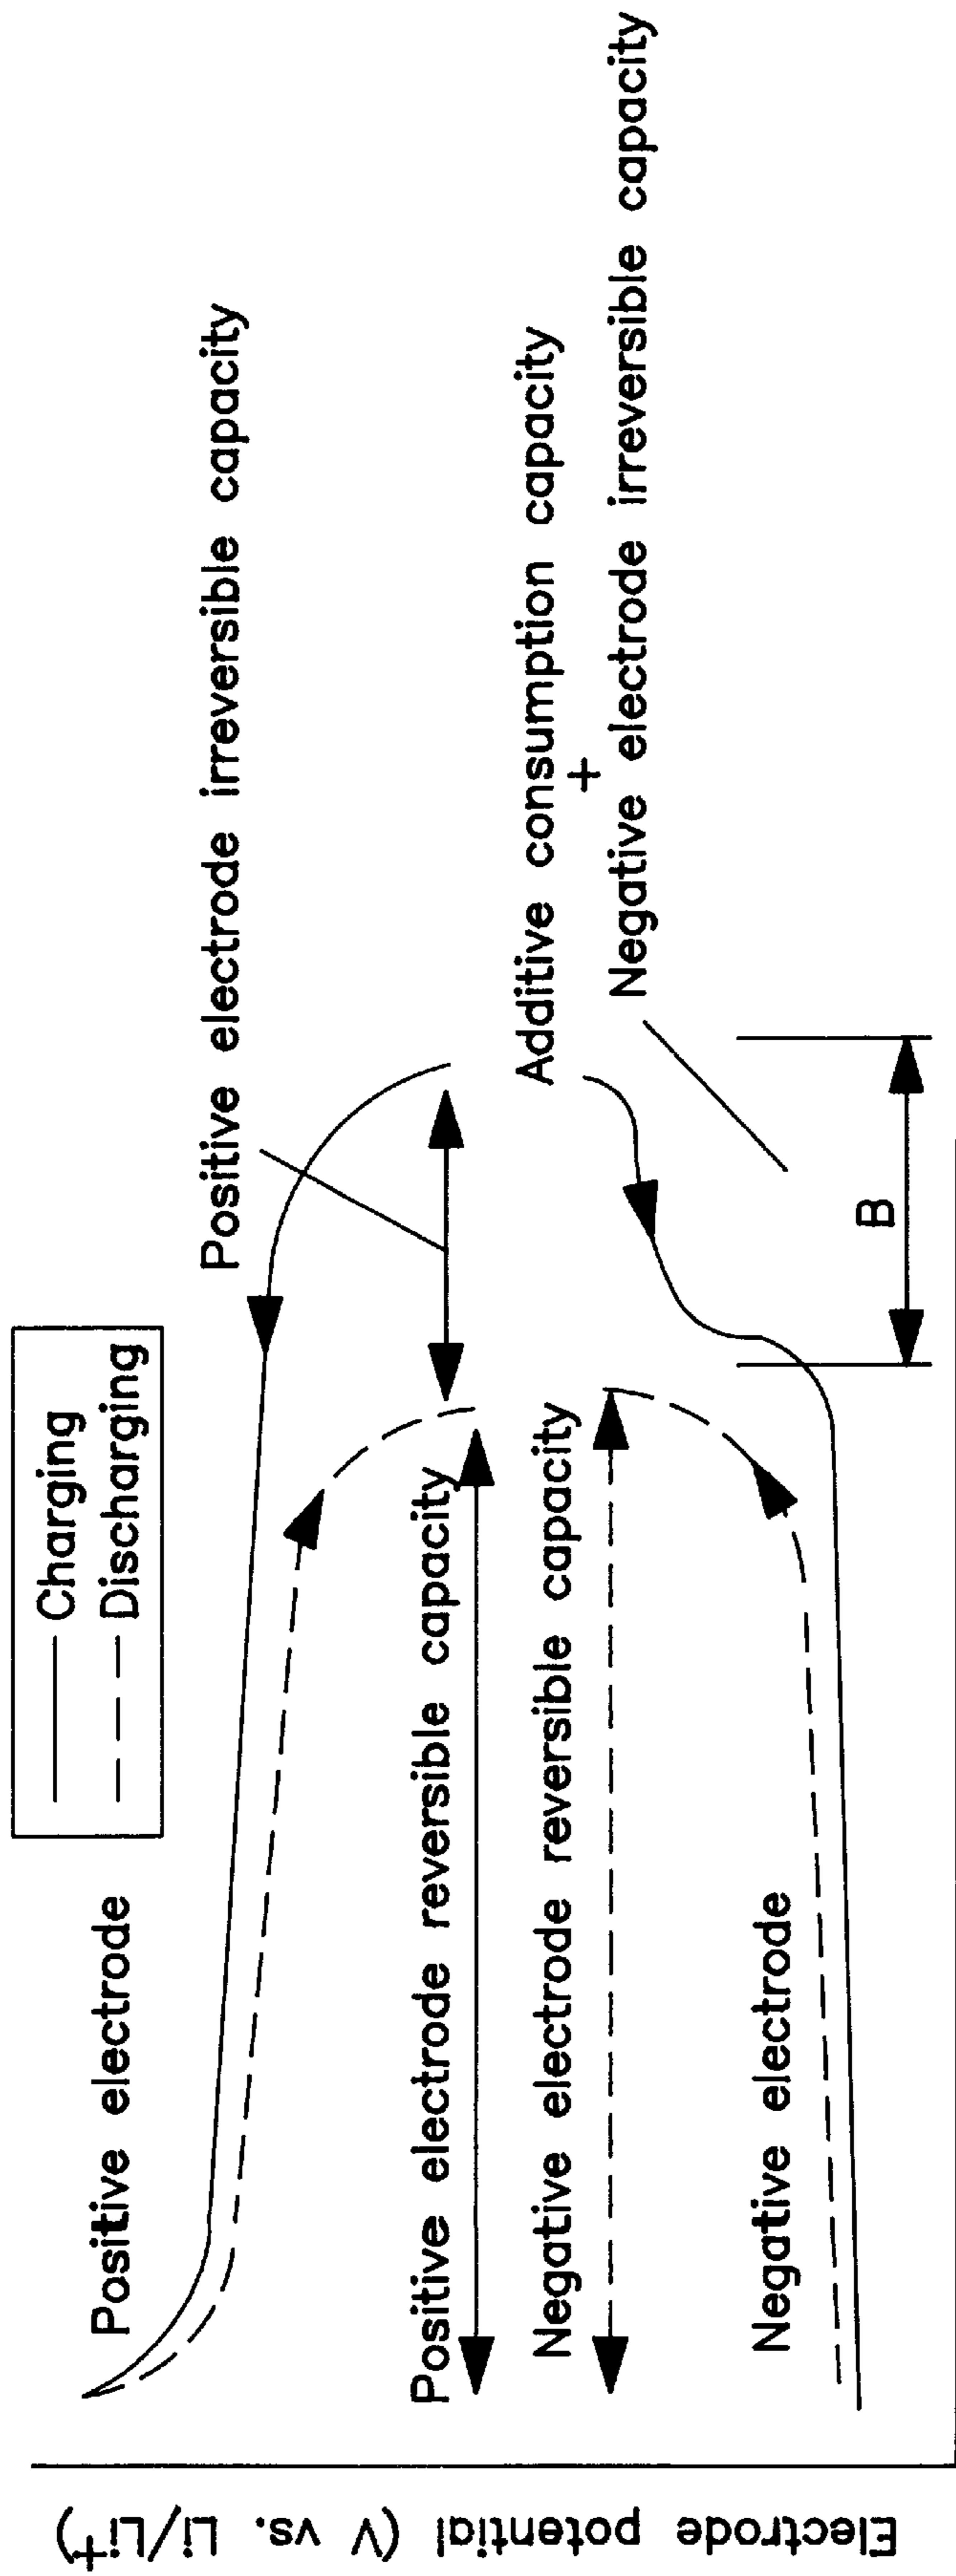 Charging
Discharging
Positive electrode
Positive electrode irreversible capacity
Positive electrode reversible capacity
Additive consumption capacity
+
Negative electrode irreversible capacity
Negative electrode reversible capacity
Negative electrode
B
Electrode potential (V vs. Li/Li+)